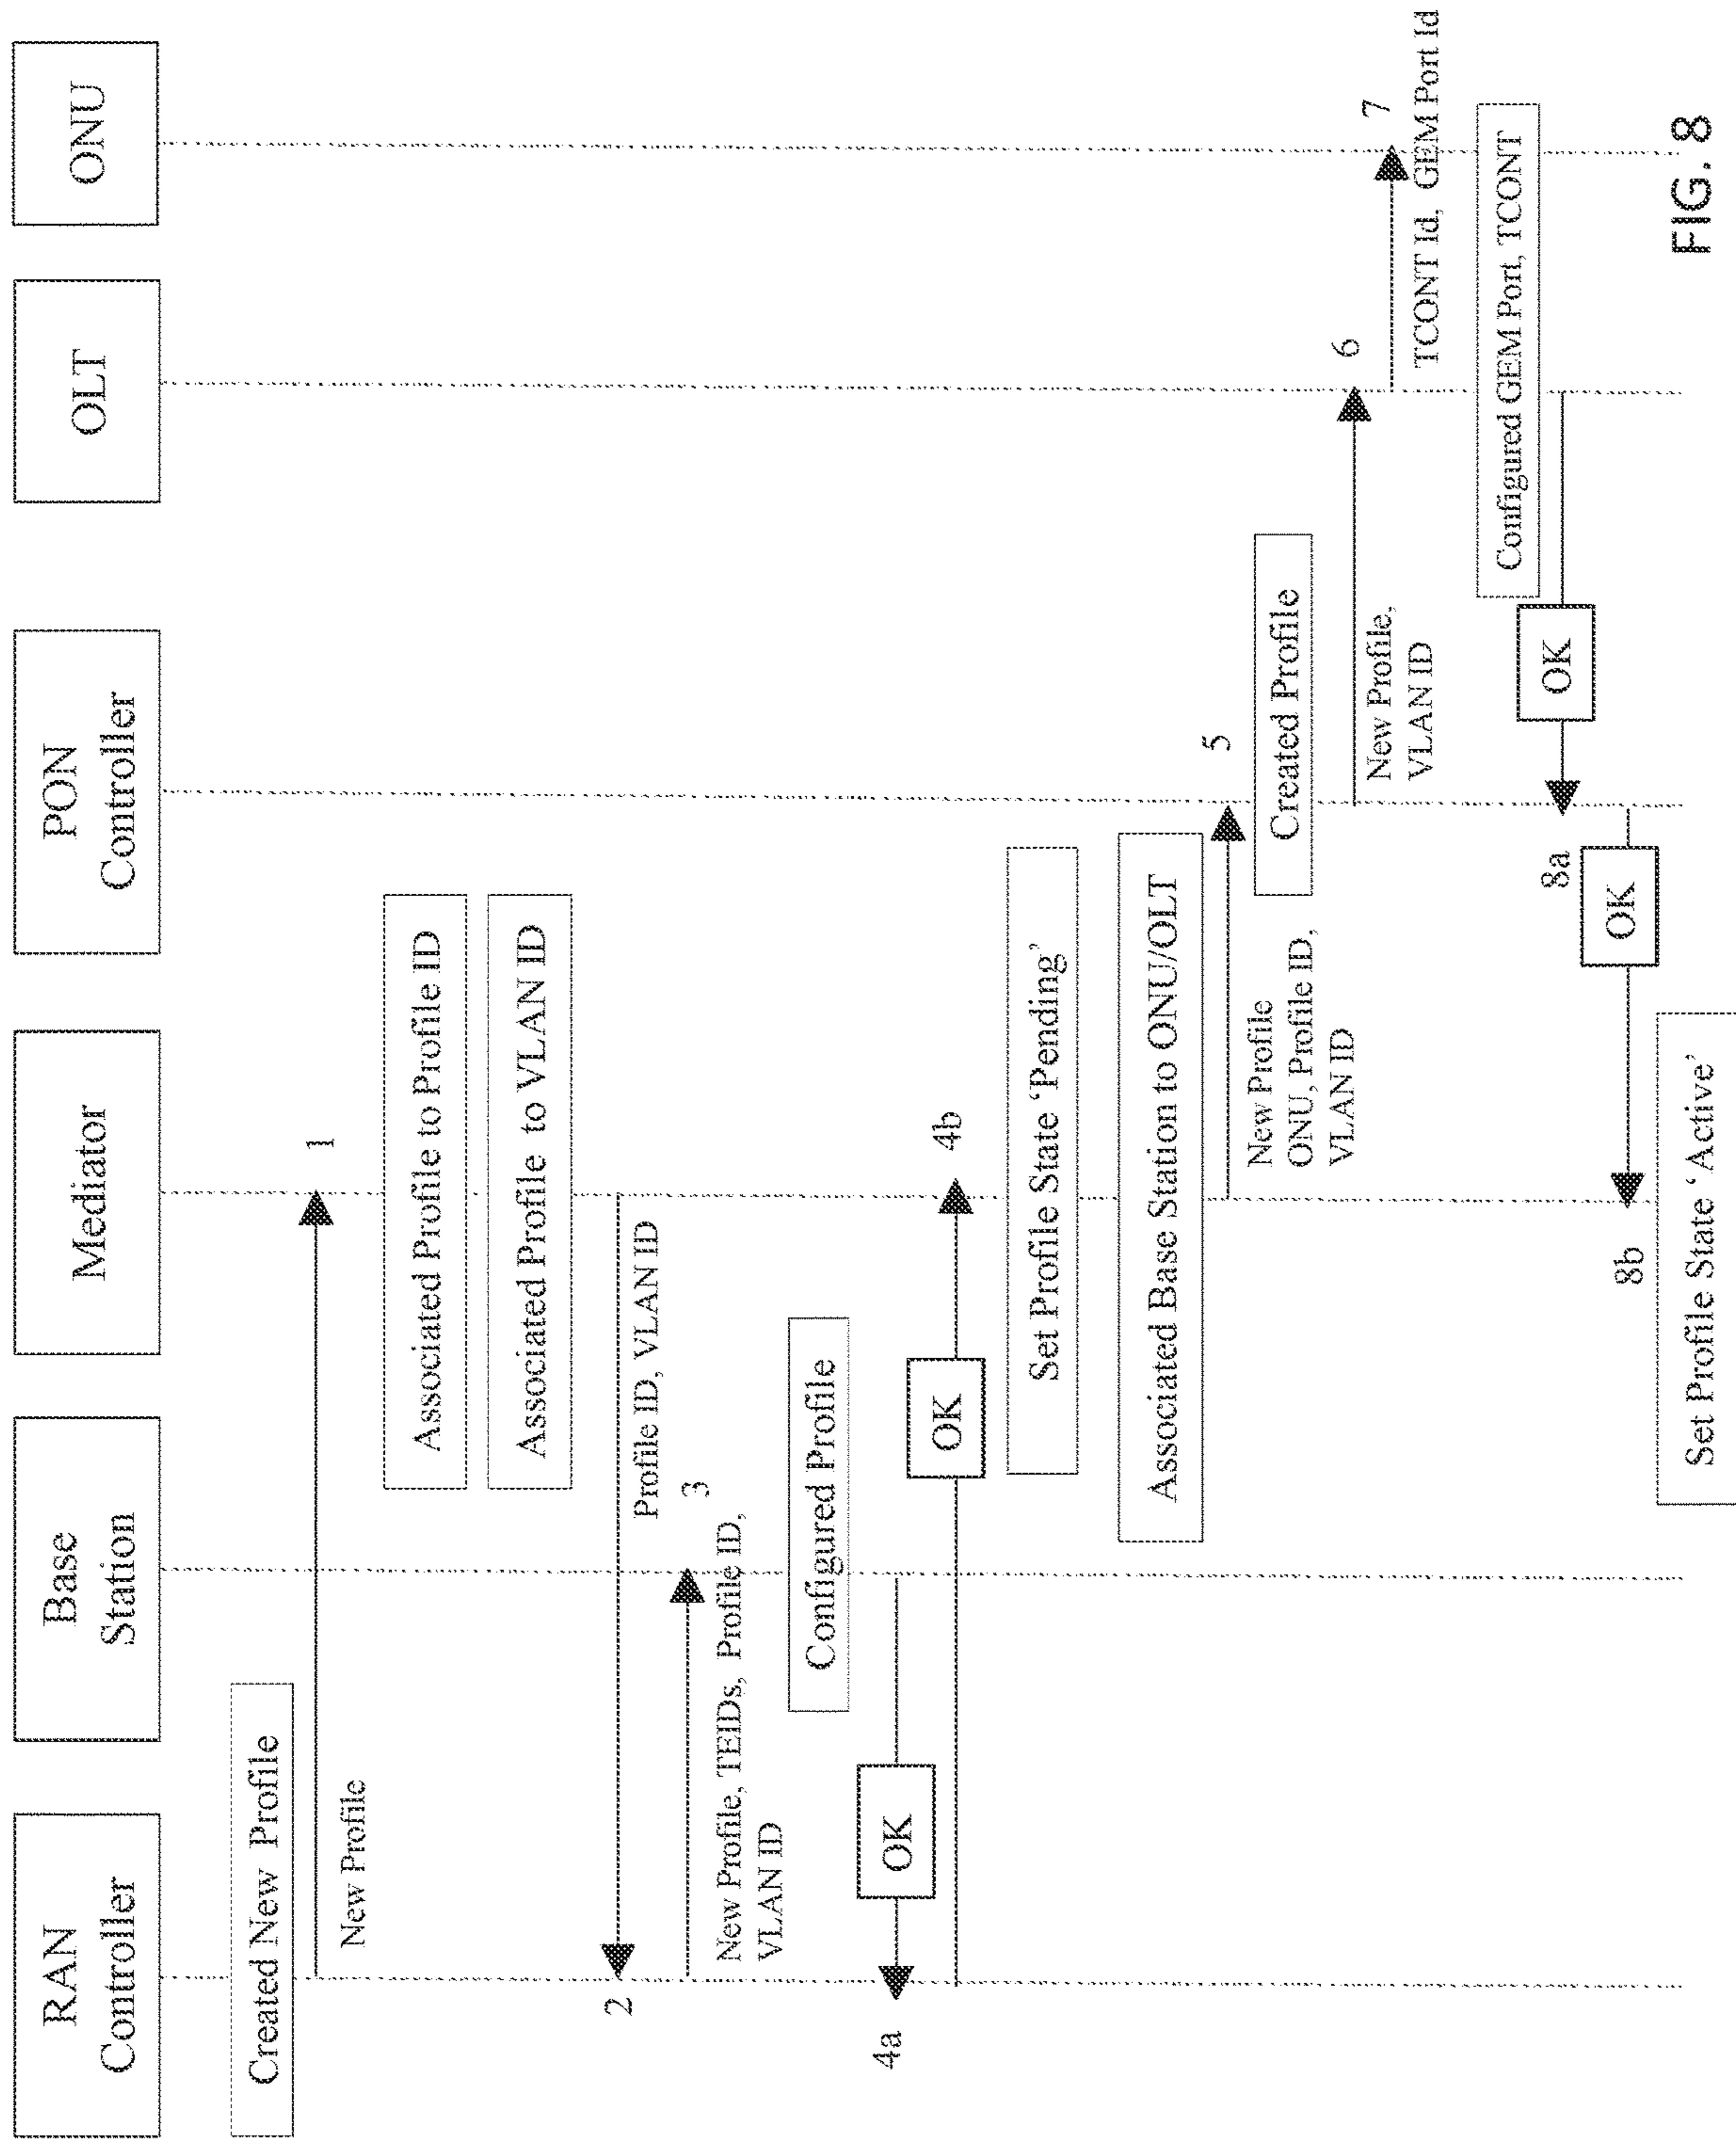 RAN
Controller
Base
Station
Mediator
PON
Controller
OLT
ONU
Created New Profile
1
New Profile
Associated Profile to Profile ID
Associated Profile to VLAN ID
2
Profile ID, VLAN ID
3
New Profile, TEIDs, Profile ID,
VLAN ID
Configured Profile
4a
OK
OK
4b
Set Profile State ‘Pending’
Associated Base Station to ONU/OLT
5
New Profile
ONU, Profile ID,
VLAN ID
Created Profile
6
New Profile,
VLAN ID
7
TCONT Id, GEM Port Id
Configured GEM Port, TCONT
OK
8a
OK
8b
Set Profile State ‘Active’
FIG. 8